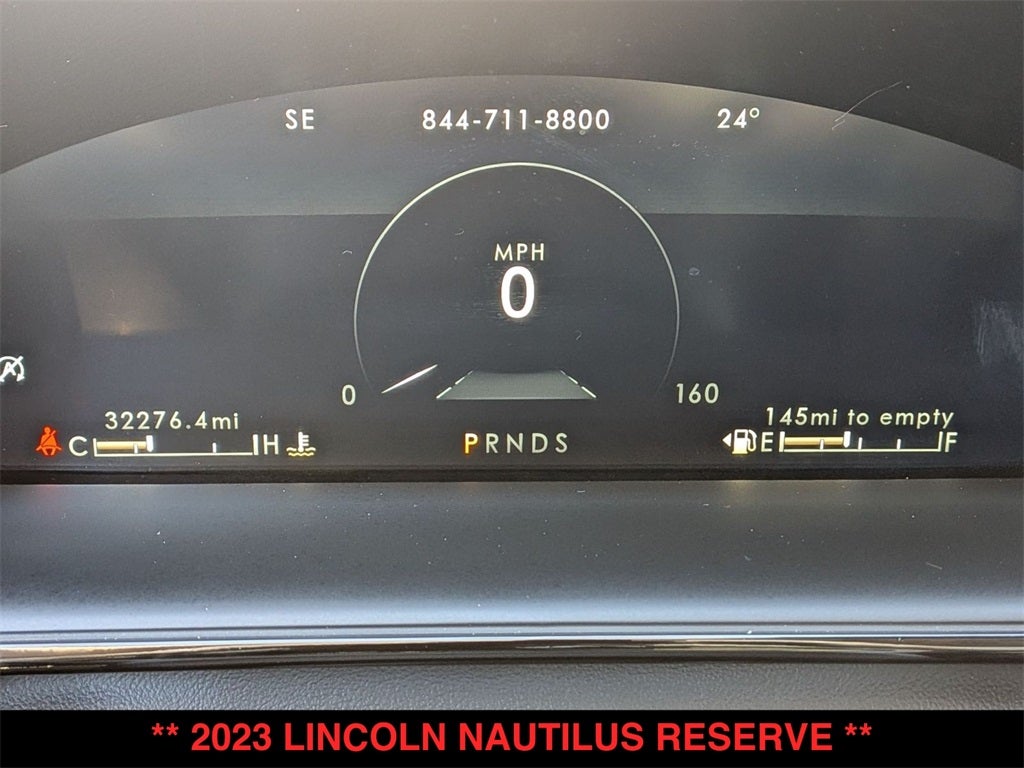 SE 844-711-8800 24°
MPH
0
0 160
32276.4mi 145mi to empty
C H PRNDS E F
** 2023 LINCOLN NAUTILUS RESERVE **